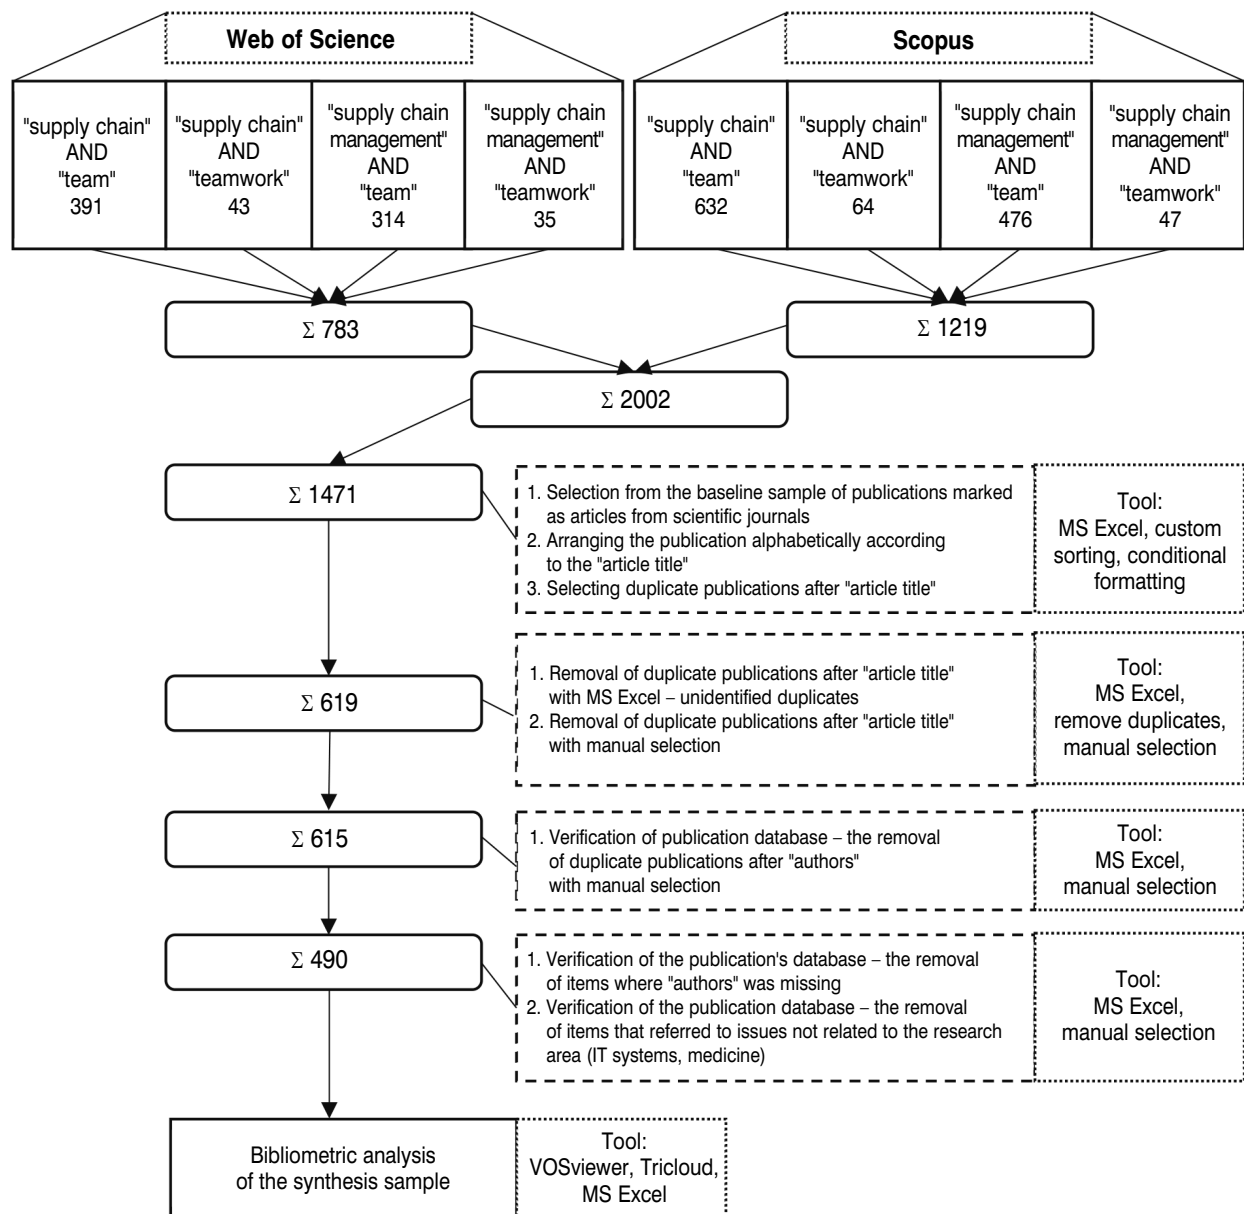 Web of Science
Scopus
"supply chain"
AND
"team"
391
"supply chain"
AND
"teamwork"
43
"supply chain
management"
AND
"team"
314
"supply chain
management"
AND
"teamwork"
35
"supply chain"
AND
"team"
632
"supply chain"
AND
"teamwork"
64
"supply chain
management"
AND
"team"
476
"supply chain
management"
AND
"teamwork"
47
Σ 783
Σ 1219
Σ 2002
Σ 1471
1. Selection from the baseline sample of publications marked
as articles from scientific journals
2. Arranging the publication alphabetically according
to the "article title"
3. Selecting duplicate publications after "article title"
Tool:
MS Excel, custom
sorting, conditional
formatting
Σ 619
1. Removal of duplicate publications after "article title"
with MS Excel – unidentified duplicates
2. Removal of duplicate publications after "article title"
with manual selection
Tool:
MS Excel,
remove duplicates,
manual selection
Σ 615
1. Verification of publication database – the removal
of duplicate publications after "authors"
with manual selection
Tool:
MS Excel,
manual selection
Σ 490
1. Verification of the publication's database – the removal
of items where "authors" was missing
2. Verification of the publication database – the removal
of items that referred to issues not related to the research
area (IT systems, medicine)
Tool:
MS Excel,
manual selection
Bibliometric analysis
of the synthesis sample
Tool:
VOSviewer, Tricloud,
MS Excel